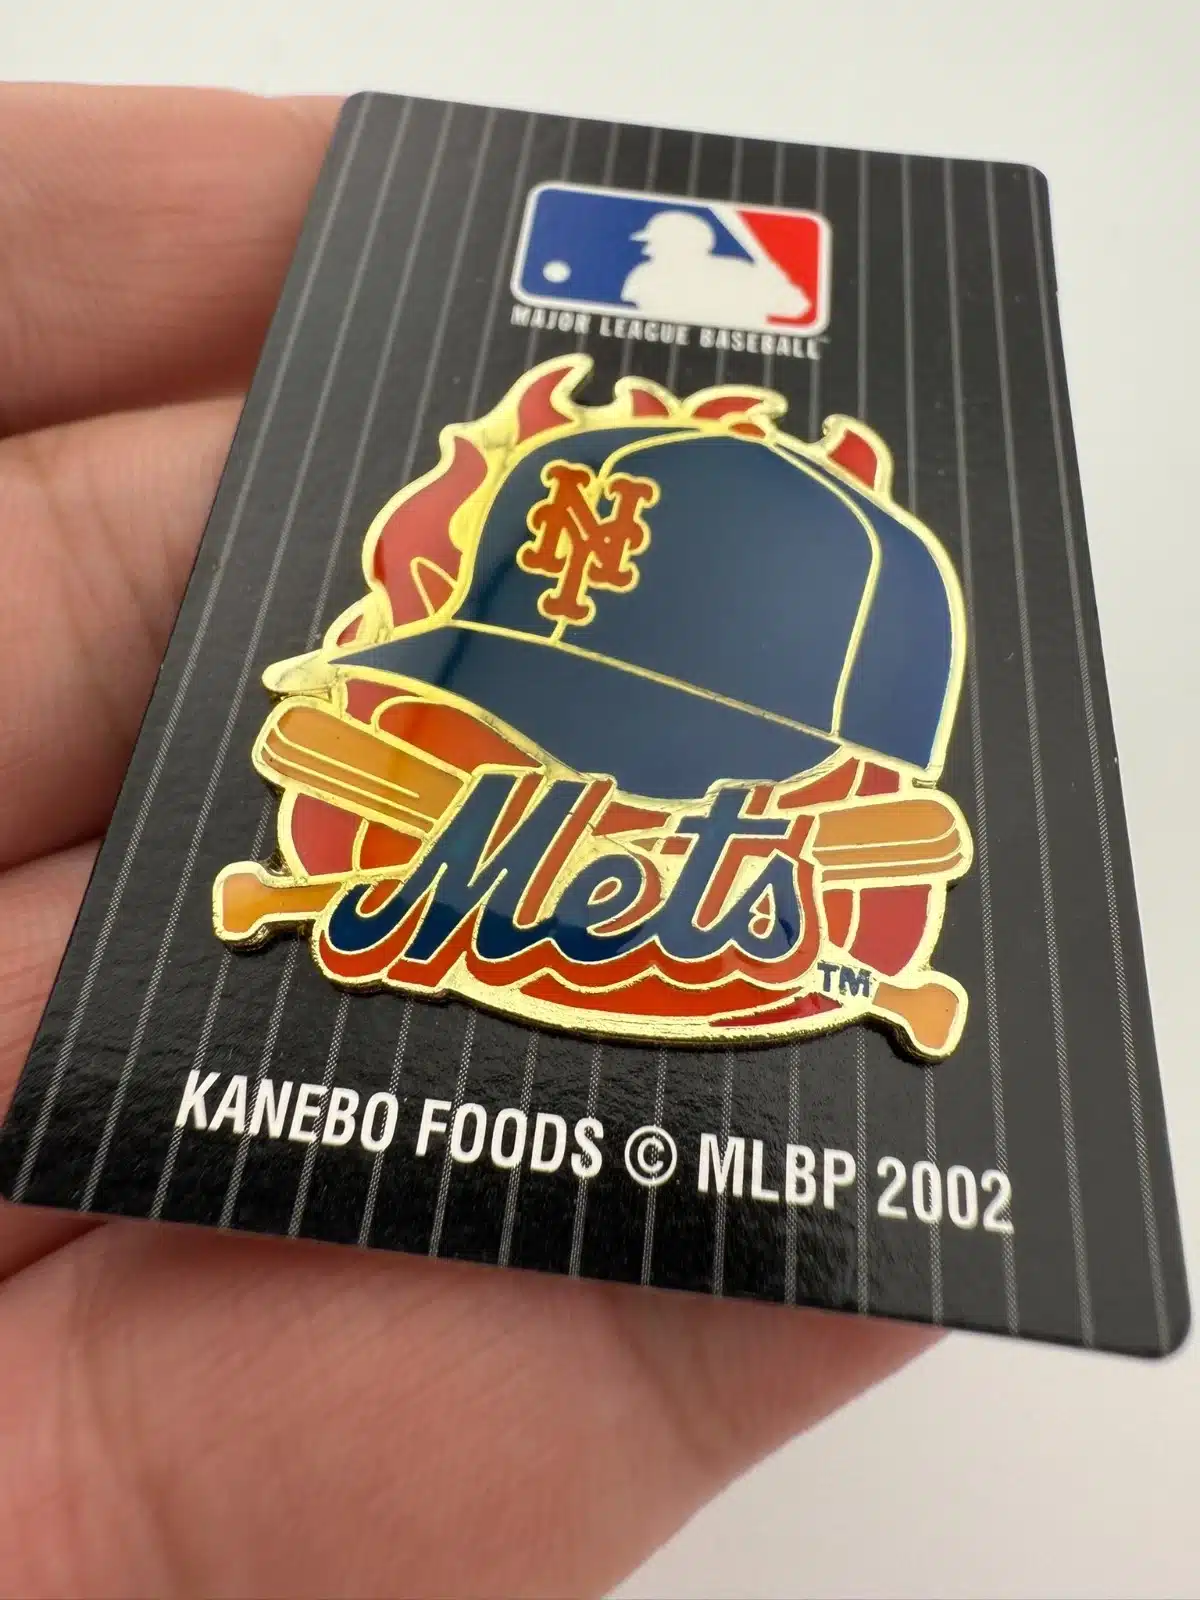 MAJOR LEAGUE BASEBALL
NY
Mets TM
KANEBO FOODS © MLBP 2002